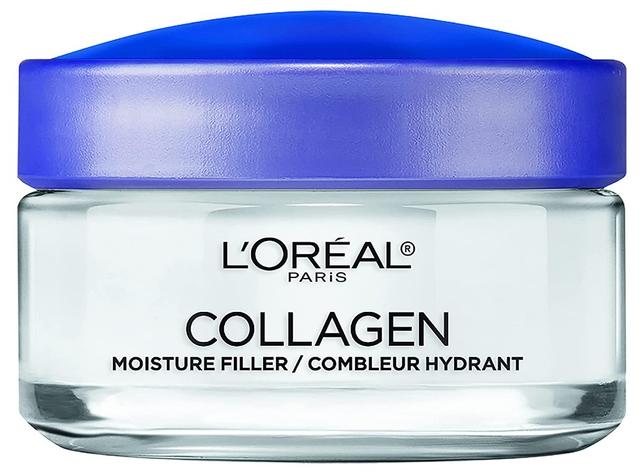 L'ORÉAL®
PARIS
COLLAGEN
MOISTURE FILLER / COMBLEUR HYDRANT